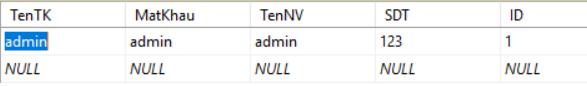 TenTK MatKhau TenNV SDT ID
admin admin admin 123 1
NULL NULL NULL NULL NULL